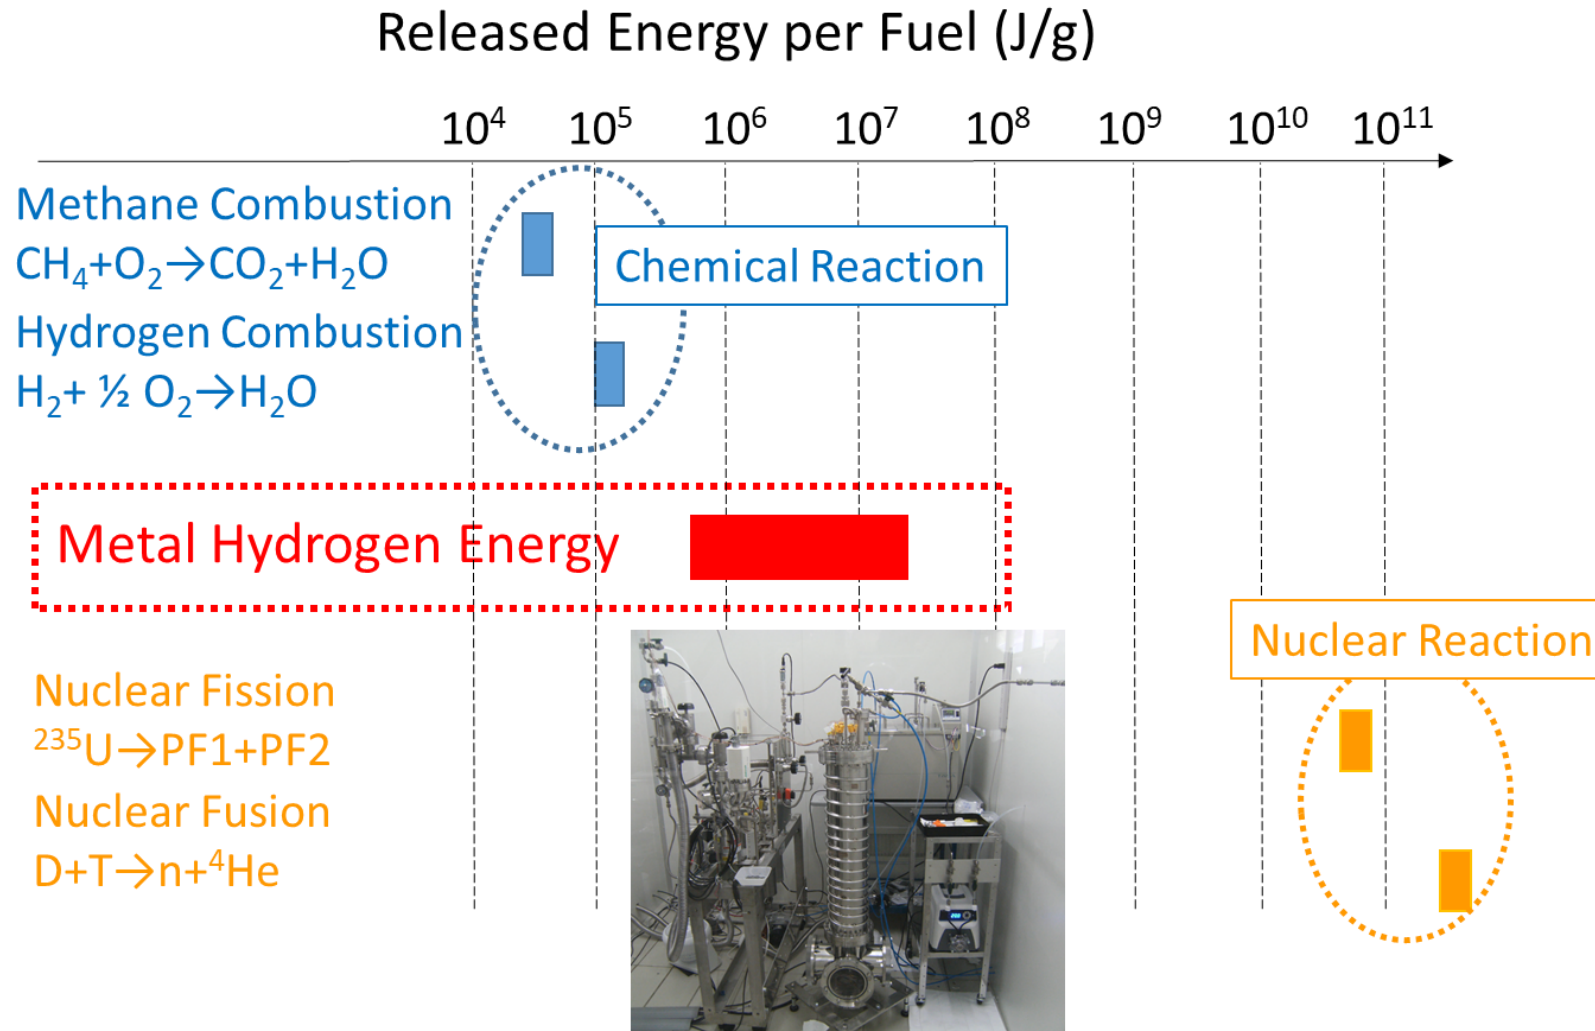 Released Energy per Fuel (J/g)
10⁴ 10⁵ 10⁶ 10⁷ 10⁸ 10⁹ 10¹⁰ 10¹¹
Methane Combustion
CH₄+O₂→CO₂+H₂O
Chemical Reaction
Hydrogen Combustion
H₂+ ½ O₂→H₂O
Metal Hydrogen Energy
Nuclear Reaction
Nuclear Fission
²³⁵U→PF1+PF2
Nuclear Fusion
D+T→n+⁴He